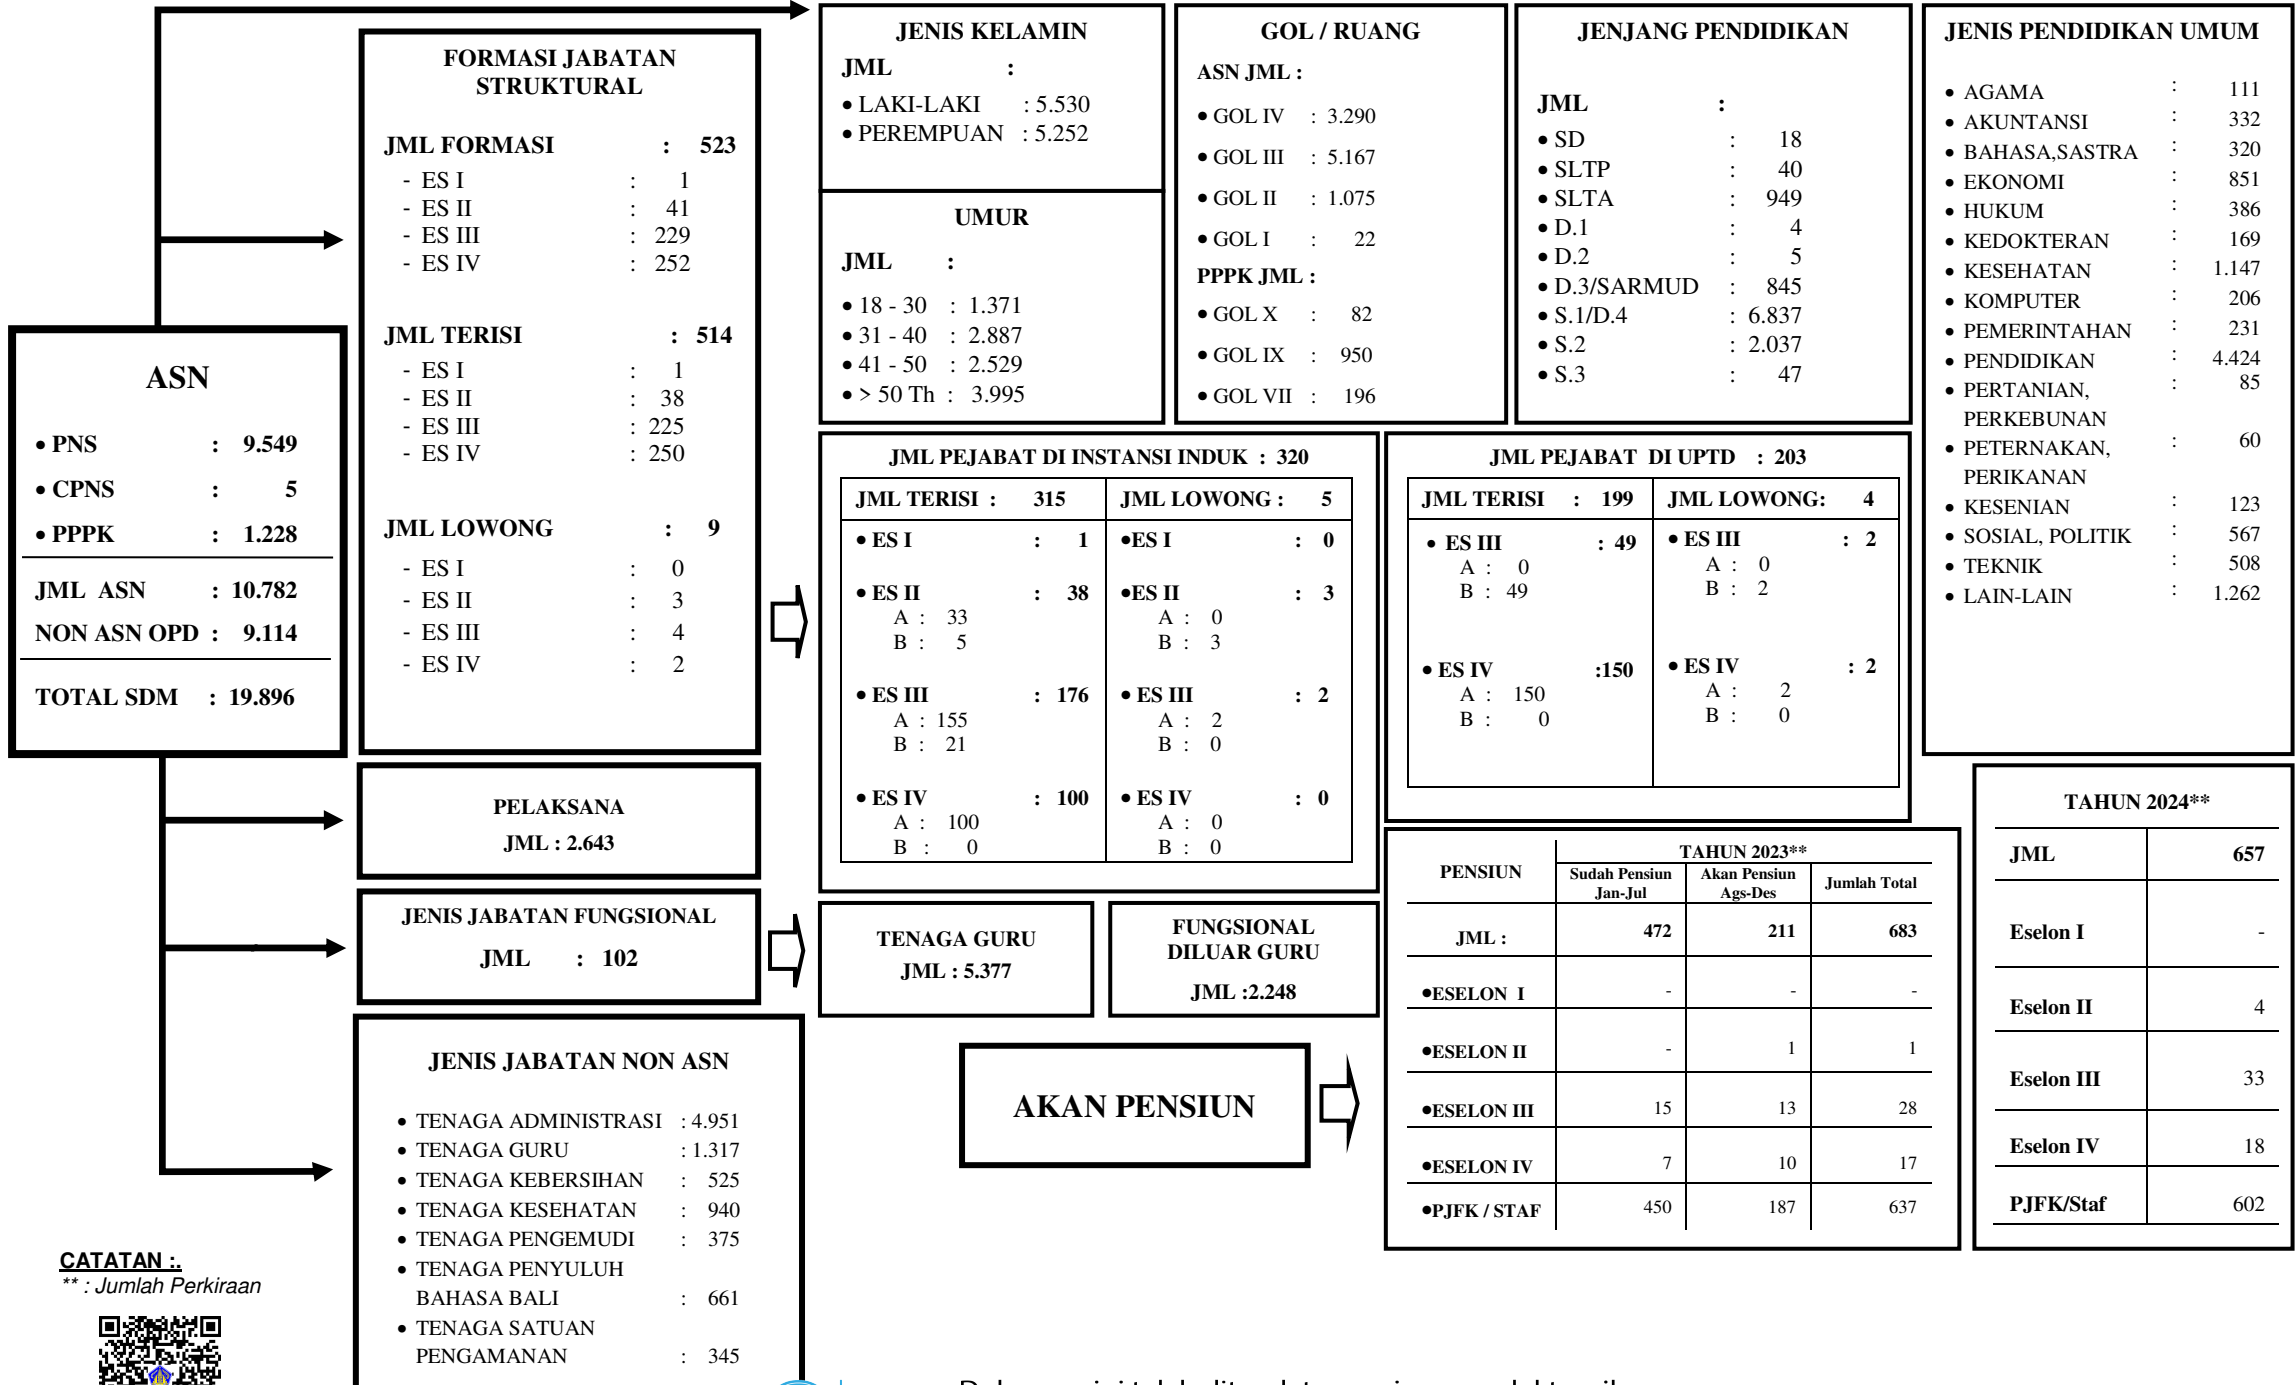 ASN
• PNS : 9.549
• CPNS : 5
• PPPK : 1.228
JML ASN : 10.782
NON ASN OPD : 9.114
TOTAL SDM : 19.896
FORMASI JABATAN
STRUKTURAL
JML FORMASI : 523
- ES I : 1
- ES II : 41
- ES III : 229
- ES IV : 252
JML TERISI : 514
- ES I : 1
- ES II : 38
- ES III : 225
- ES IV : 250
JML LOWONG : 9
- ES I : 0
- ES II : 3
- ES III : 4
- ES IV : 2
PELAKSANA
JML : 2.643
JENIS JABATAN FUNGSIONAL
JML : 102
JENIS JABATAN NON ASN
• TENAGA ADMINISTRASI : 4.951
• TENAGA GURU : 1.317
• TENAGA KEBERSIHAN : 525
• TENAGA KESEHATAN : 940
• TENAGA PENGEMUDI : 375
• TENAGA PENYULUH
BAHASA BALI : 661
• TENAGA SATUAN
PENGAMANAN : 345
JENIS KELAMIN
JML :
• LAKI-LAKI : 5.530
• PEREMPUAN : 5.252
UMUR
JML :
• 18 - 30 : 1.371
• 31 - 40 : 2.887
• 41 - 50 : 2.529
• > 50 Th : 3.995
GOL / RUANG
ASN JML :
• GOL IV : 3.290
• GOL III : 5.167
• GOL II : 1.075
• GOL I : 22
PPPK JML :
• GOL X : 82
• GOL IX : 950
• GOL VII : 196
JENJANG PENDIDIKAN
JML :
• SD : 18
• SLTP : 40
• SLTA : 949
• D.1 : 4
• D.2 : 5
• D.3/SARMUD : 845
• S.1/D.4 : 6.837
• S.2 : 2.037
• S.3 : 47
JENIS PENDIDIKAN UMUM
• AGAMA : 111
• AKUNTANSI : 332
• BAHASA,SASTRA : 320
• EKONOMI : 851
• HUKUM : 386
• KEDOKTERAN : 169
• KESEHATAN : 1.147
• KOMPUTER : 206
• PEMERINTAHAN : 231
• PENDIDIKAN : 4.424
• PERTANIAN, : 85
PERKEBUNAN
• PETERNAKAN, : 60
PERIKANAN
• KESENIAN : 123
• SOSIAL, POLITIK : 567
• TEKNIK : 508
• LAIN-LAIN : 1.262
JML PEJABAT DI INSTANSI INDUK : 320
JML TERISI : 315
• ES I : 1
• ES II : 38
A : 33
B : 5
• ES III : 176
A : 155
B : 21
• ES IV : 100
A : 100
B : 0
JML LOWONG : 5
•ES I : 0
•ES II : 3
A : 0
B : 3
• ES III : 2
A : 2
B : 0
• ES IV : 0
A : 0
B : 0
JML PEJABAT DI UPTD : 203
JML TERISI : 199
• ES III : 49
A : 0
B : 49
• ES IV :150
A : 150
B : 0
JML LOWONG: 4
• ES III : 2
A : 0
B : 2
• ES IV : 2
A : 2
B : 0
TENAGA GURU
JML : 5.377
FUNGSIONAL
DILUAR GURU
JML :2.248
AKAN PENSIUN
PENSIUN TAHUN 2023**
Sudah Pensiun Akan Pensiun Jumlah Total
Jan-Jul Ags-Des
JML : 472 211 683
•ESELON I - - -
•ESELON II - 1 1
•ESELON III 15 13 28
•ESELON IV 7 10 17
•PJFK / STAF 450 187 637
TAHUN 2024**
JML 657
Eselon I -
Eselon II 4
Eselon III 33
Eselon IV 18
PJFK/Staf 602
CATATAN :.
** : Jumlah Perkiraan